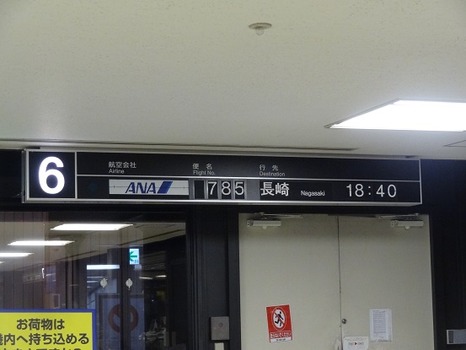 6
航空会社 便名 行先
Airline Flight No. Destination
ANA 785 長崎 Nagasaki 18:40
お荷物は
機内へ持ち込める